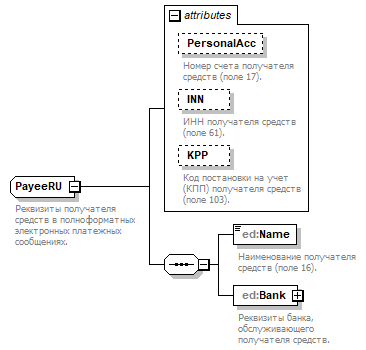 attributes
PersonalAcc
Номер счета получателя
средств (поле 17).
INN
ИНН получателя средств
(поле 61).
KPP
Код постановки на учет
(КПП) получателя средств
(поле 103).
PayeeRU
Реквизиты получателя
средств в полноформатных
электронных платежных
сообщениях.
ed:Name
Наименование получателя
средств (поле 16).
ed:Bank
Реквизиты банка,
обслуживающего
получателя средств.